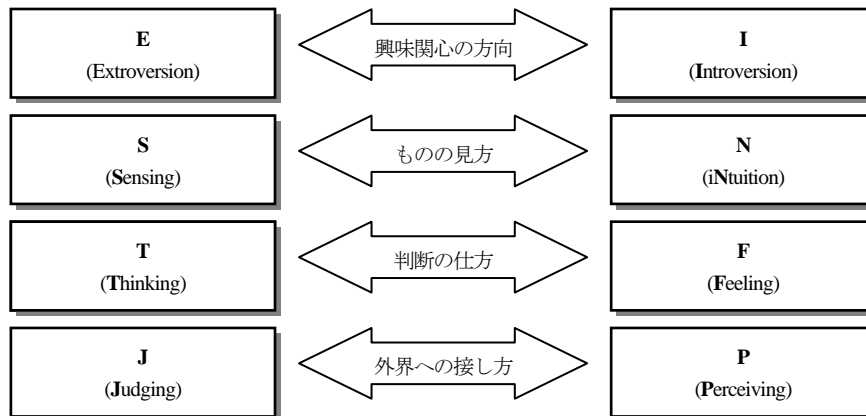 E
(Extroversion)
興味関心の方向
I
(Introversion)
S
(Sensing)
ものの見方
N
(iNtuition)
T
(Thinking)
判断の仕方
F
(Feeling)
J
(Judging)
外界への接し方
P
(Perceiving)